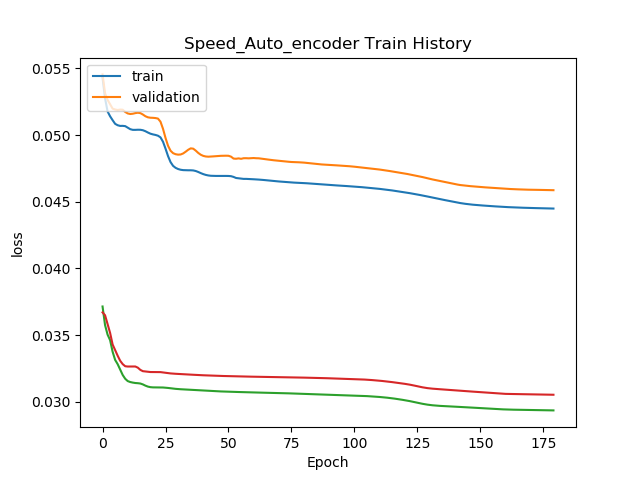 Speed_Auto_encoder Train History
train
validation
0.055
0.050
0.045
0.040
0.035
0.030
loss
0 25 50 75 100 125 150 175
Epoch